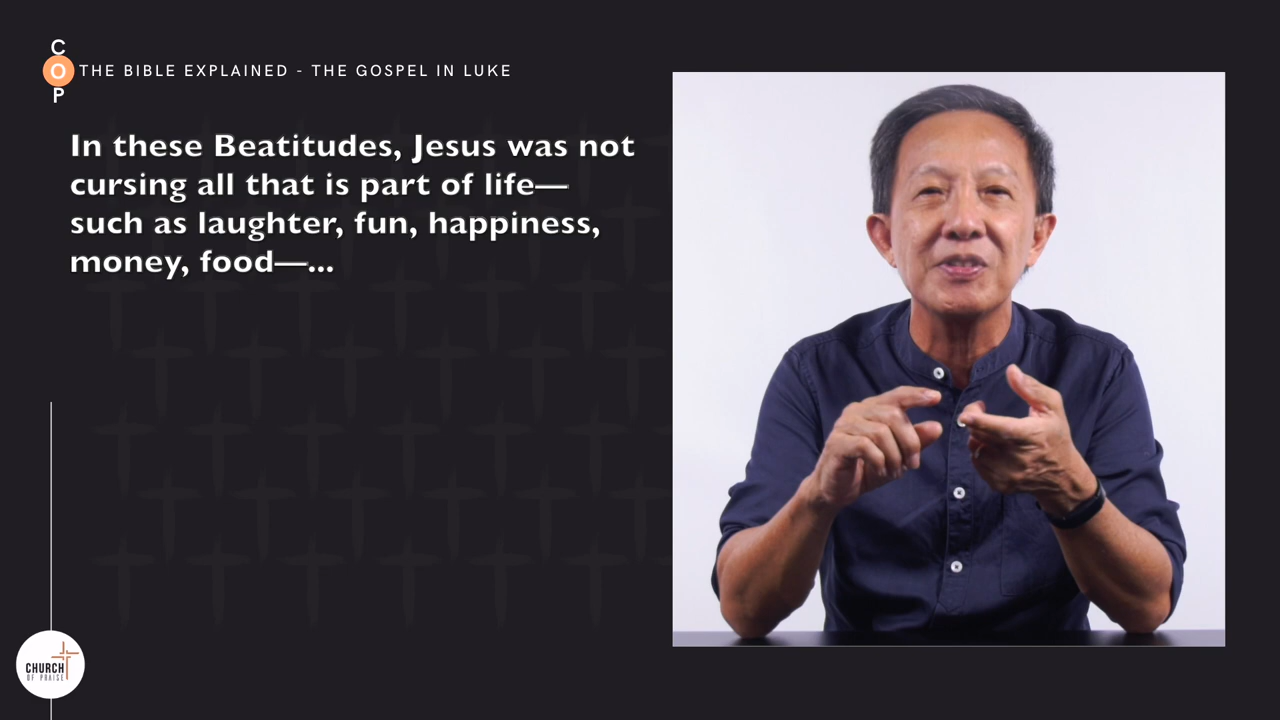 C
O
P
THE BIBLE EXPLAINED - THE GOSPEL IN LUKE
In these Beatitudes, Jesus was not
cursing all that is part of life—
such as laughter, fun, happiness,
money, food—...
CHURCH
OF PRAISE